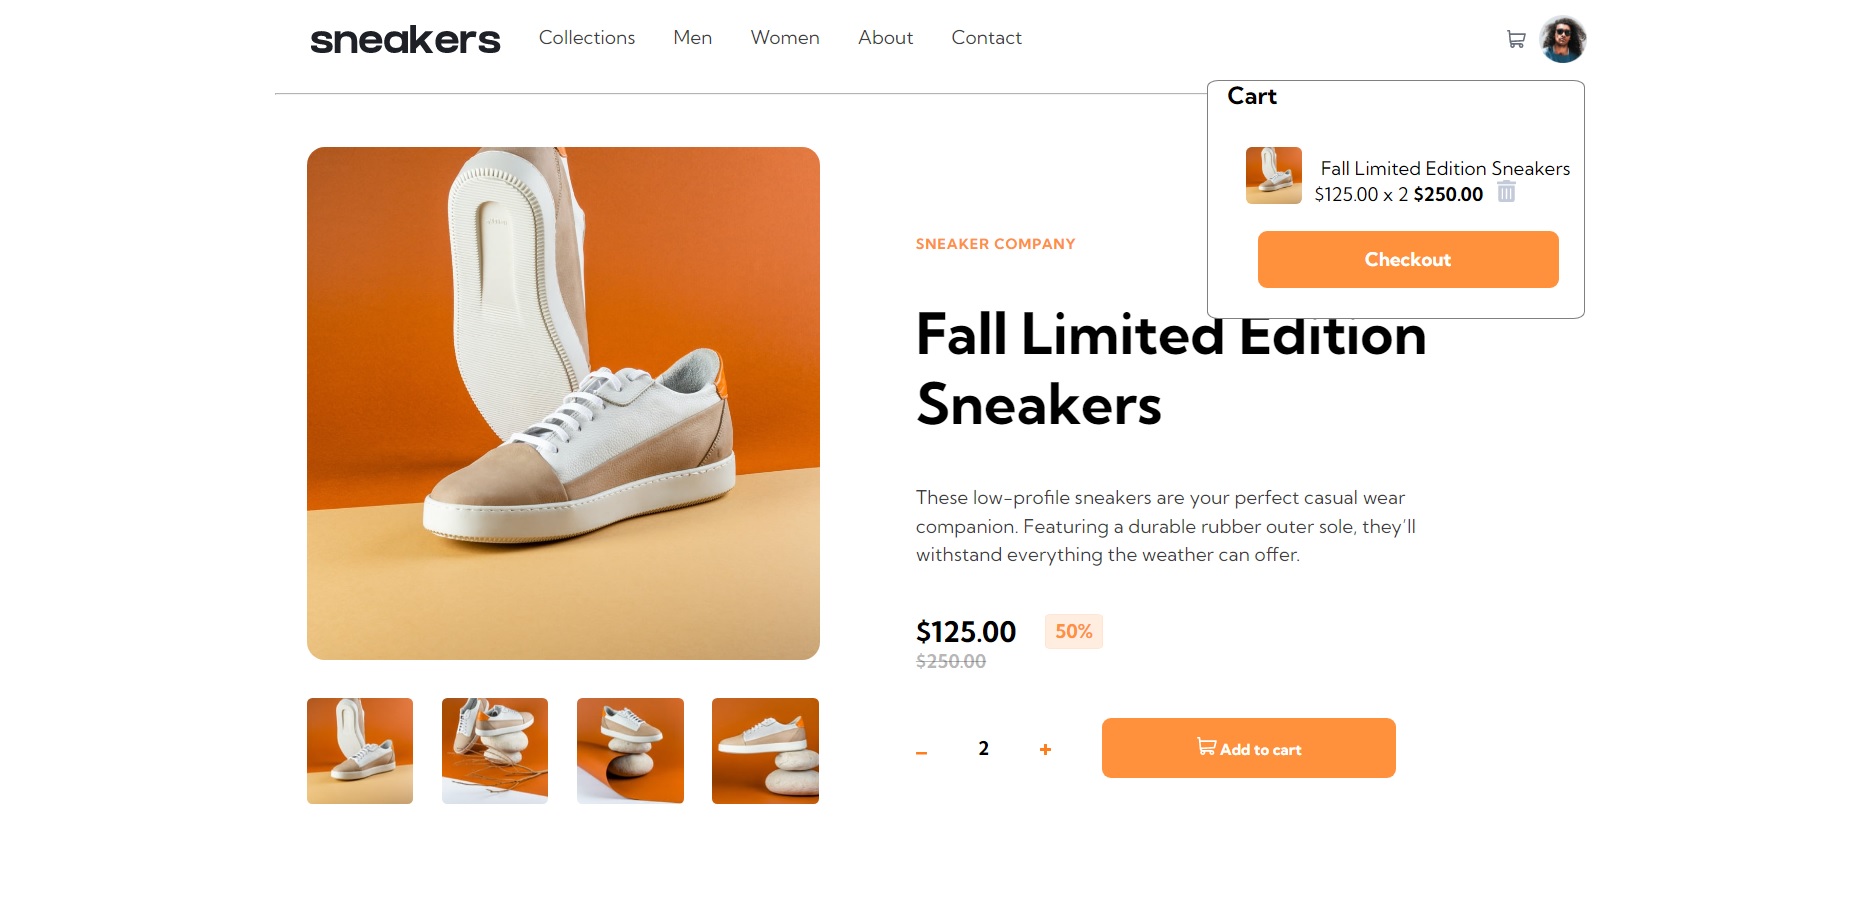 sneakers
Collections
Men
Women
About
Contact
Cart
Fall Limited Edition Sneakers
$125.00 x 2 $250.00
Checkout
SNEAKER COMPANY
Fall Limited Edition
Sneakers
These low-profile sneakers are your perfect casual wear
companion. Featuring a durable rubber outer sole, they'll
withstand everything the weather can offer.
$125.00
50%
$250.00
2
Add to cart